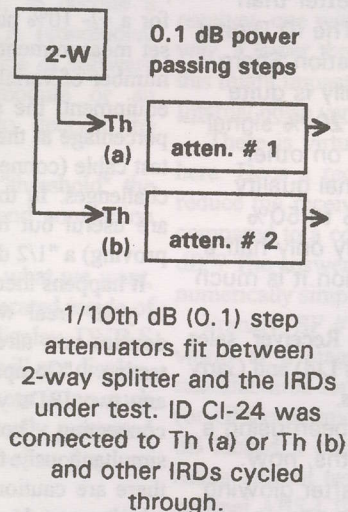 2-W
0.1 dB power
passing steps
Th
(a)
atten. # 1
Th
(b)
atten. # 2
1/10th dB (0.1) step
attenuators fit between
2-way splitter and the IRDs
under test. ID CI-24 was
connected to Th (a) or Th (b)
and other IRDs cycled
through.